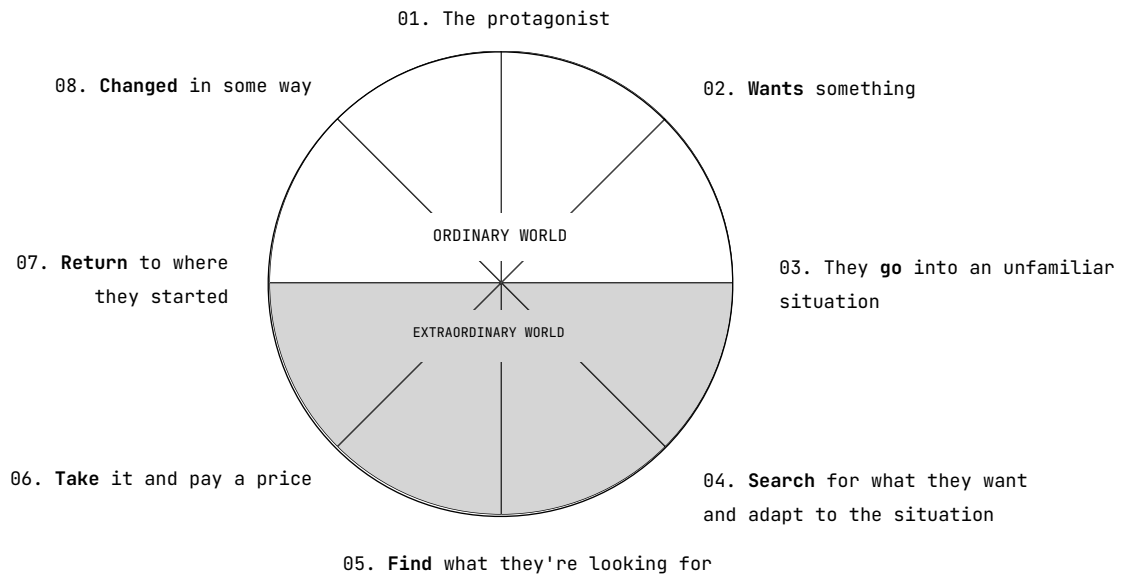 01. The protagonist
02. Wants something
03. They go into an unfamiliar
situation
04. Search for what they want
and adapt to the situation
05. Find what they're looking for
06. Take it and pay a price
07. Return to where
they started
08. Changed in some way
ORDINARY WORLD
EXTRAORDINARY WORLD